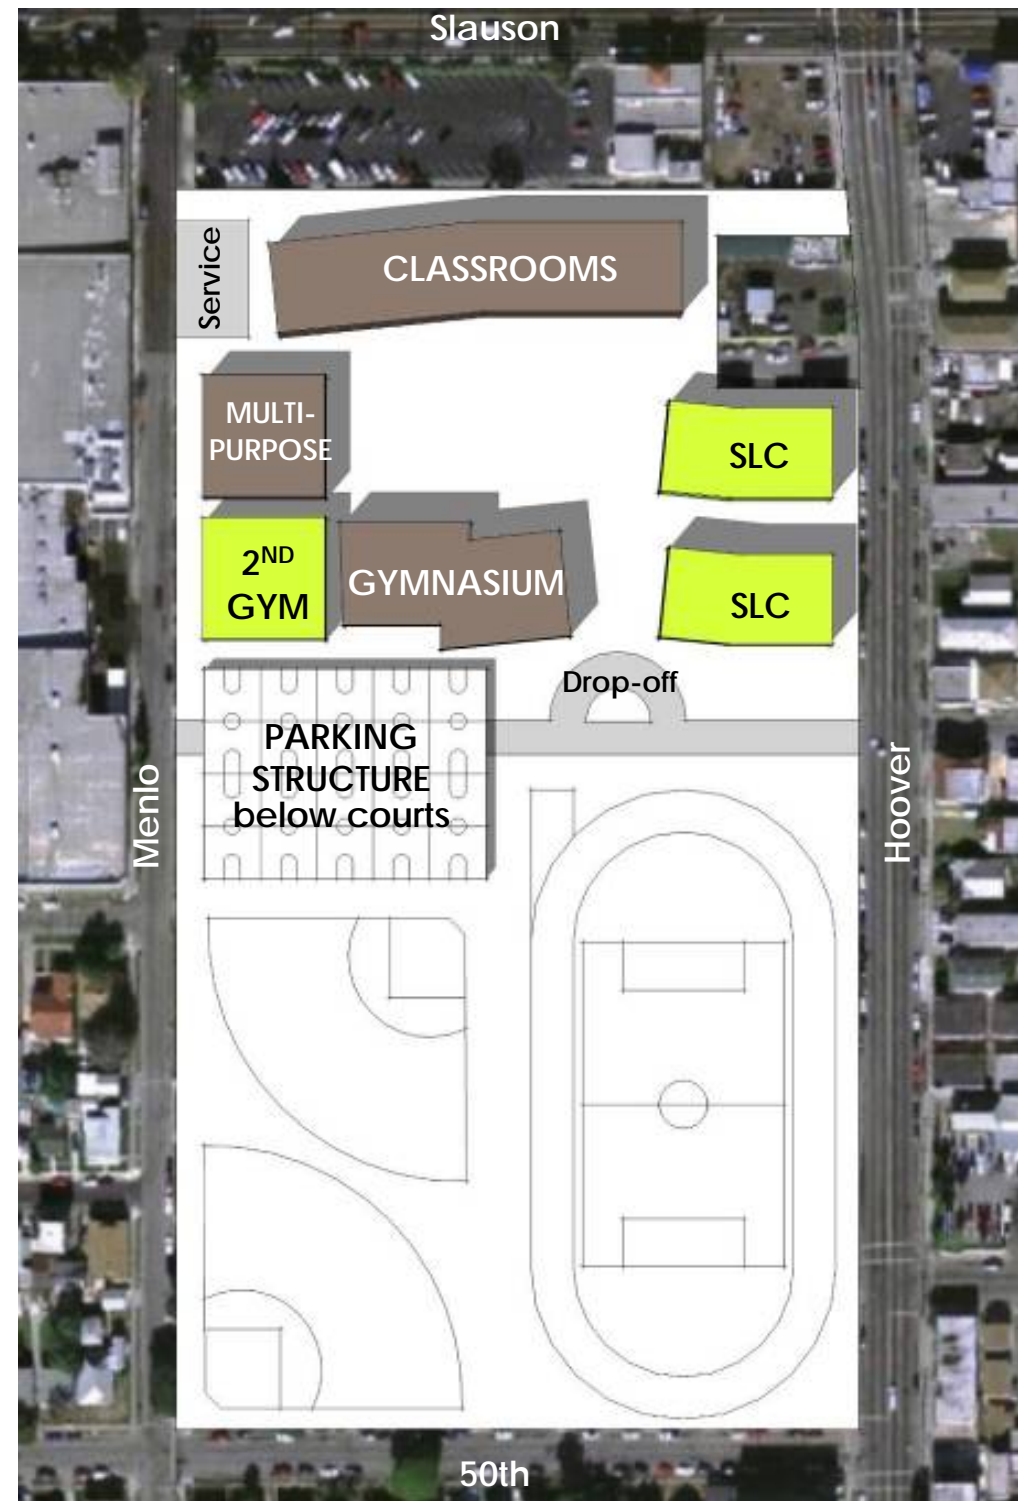 Slauson
Service
CLASSROOMS
MULTI-
PURPOSE
SLC
2ND
GYM
GYMNASIUM
SLC
Drop-off
PARKING
STRUCTURE
below courts
Menlo
Hoover
50th